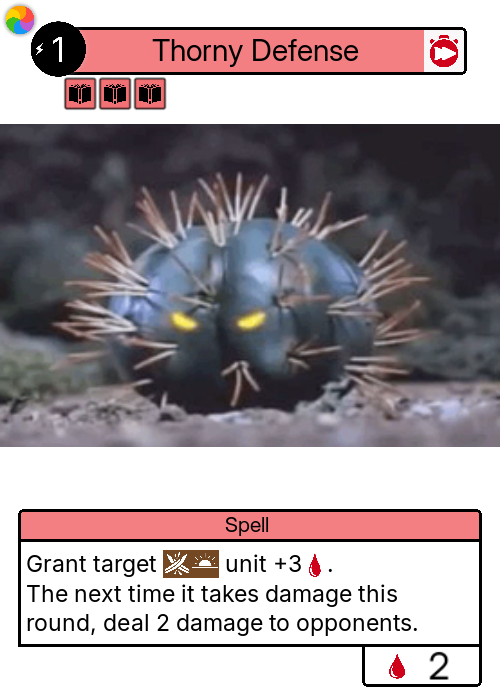 1
Thorny Defense
Spell
Grant target unit +3.
The next time it takes damage this
round, deal 2 damage to opponents.
2